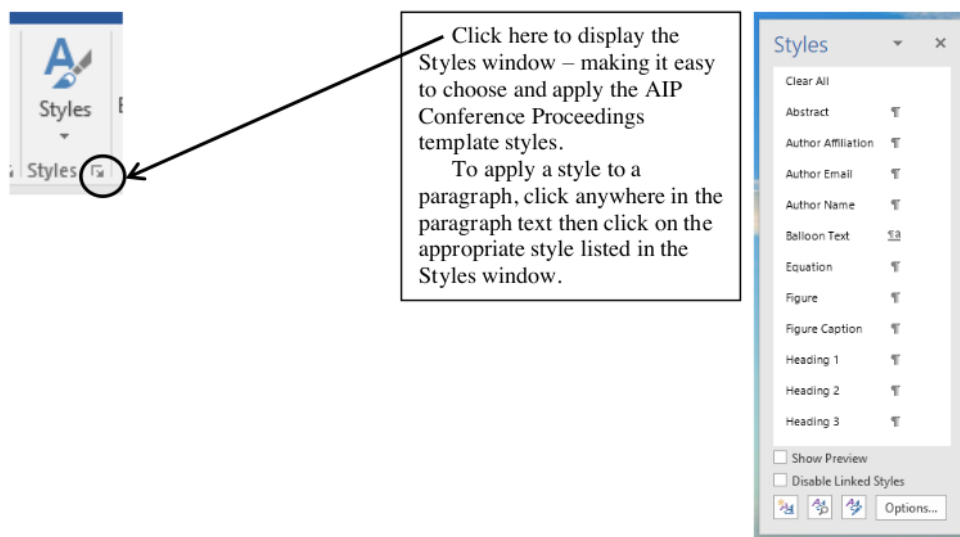 Styles
Styles
Click here to display the
Styles window – making it easy
to choose and apply the AIP
Conference Proceedings
template styles.
To apply a style to a
paragraph, click anywhere in the
paragraph text then click on the
appropriate style listed in the
Styles window.
Styles
Clear All
Abstract ¶
Author Affiliation ¶
Author Email ¶
Author Name ¶
Balloon Text ¶a
Equation ¶
Figure ¶
Figure Caption ¶
Heading 1 ¶
Heading 2 ¶
Heading 3 ¶
Show Preview
Disable Linked Styles
Options...